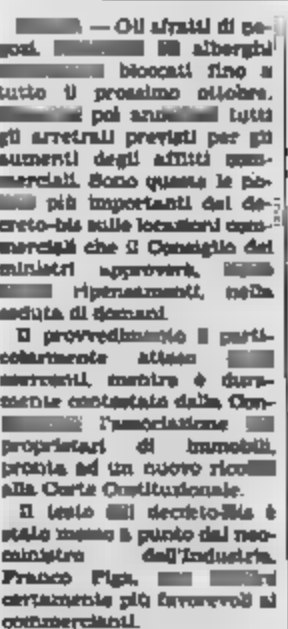 — Gli affitti di ne-
gozi, alberghi
bloccati fino a
tutto il prossimo ottobre.
poi tutti
gli arretrati previsti per gli
aumenti degli affitti com-
merciali. Sono queste le no-
più importanti del de-
creto-bis sulle locazioni com-
merciali che il Consiglio dei
ministri approverà,
ripensamenti, nella
seduta di domani.
Il provvedimento è parti-
colarmente atteso
mentre è dura-
mente contestato dalla Con-
l'associazione
proprietari di immobili,
pronta ad un nuovo
alla Corte Costituzionale.
Il testo decreto-bis è
stato messo a punto dal neo-
ministro dell'Industria,
Franco Piga,
certamente più favorevoli ai
commercianti.